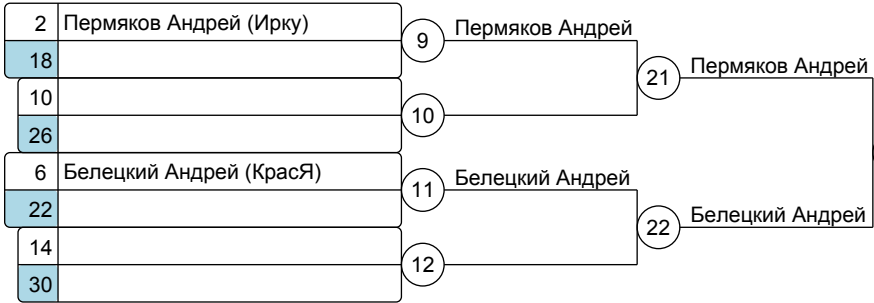 2 Пермяков Андрей (Ирку)
18
9 Пермяков Андрей
10
26
10
21 Пермяков Андрей
6 Белецкий Андрей (КрасЯ)
22
11 Белецкий Андрей
14
30
12
22 Белецкий Андрей